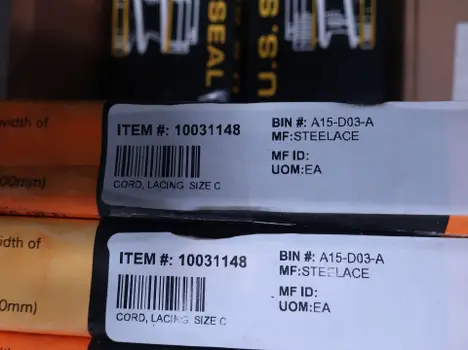 SEAL
U.S. S
width of
00mm)
ITEM #: 10031148
CORD, LACING SIZE C
BIN #: A15-D03-A
MF:STEELACE
MF ID:
UOM:EA
idth of
0mm)
ITEM #: 10031148
CORD, LACING SIZE C
BIN #: A15-D03-A
MF:STEELACE
MF ID:
UOM:EA